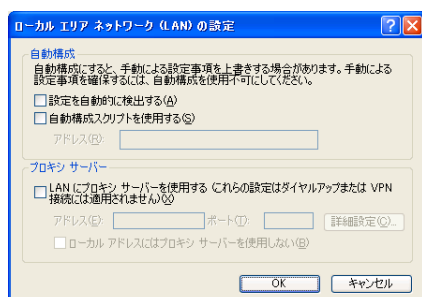 ローカル エリア ネットワーク (LAN) の設定
自動構成
自動構成にすると、手動による設定事項を上書きする場合があります。手動による
設定事項を確保するには、自動構成を使用不可にしてください。
設定を自動的に検出する(A)
自動構成スクリプトを使用する(S)
アドレス(R):
プロキシ サーバー
LAN にプロキシ サーバーを使用する (これらの設定はダイヤルアップまたは VPN
接続には適用されません)(X)
アドレス(E): ポート(T): 詳細設定(C)...
ローカル アドレスにはプロキシ サーバーを使用しない(B)
OK キャンセル